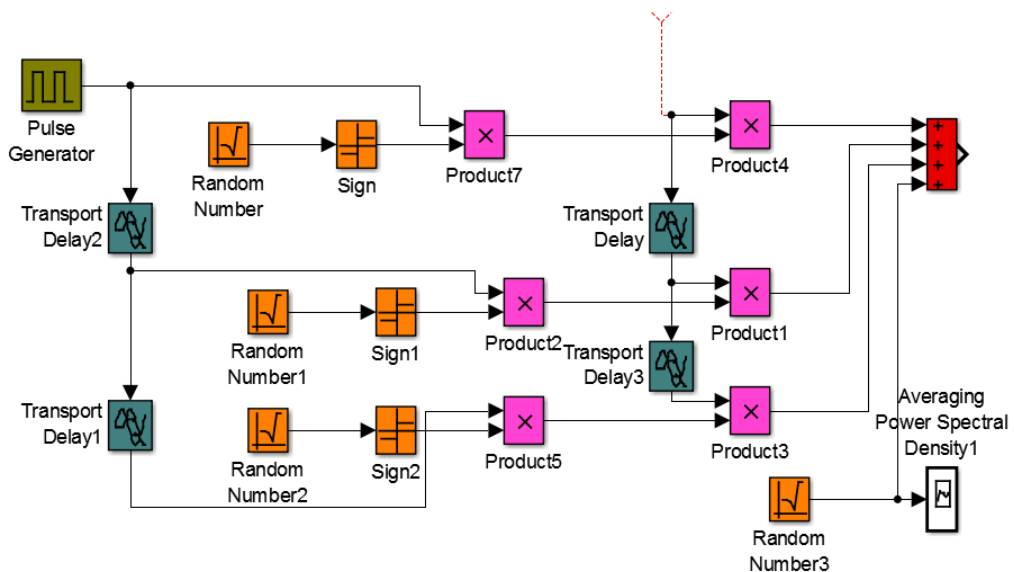 Pulse
Generator
Random
Number
Sign
×
Product7
×
Product4
+
+
+
+
Transport
Delay2
Transport
Delay
Random
Number1
Sign1
×
Product2
×
Product1
Transport
Delay3
Transport
Delay1
Random
Number2
Sign2
×
Product5
×
Product3
Averaging
Power Spectral
Density1
Random
Number3